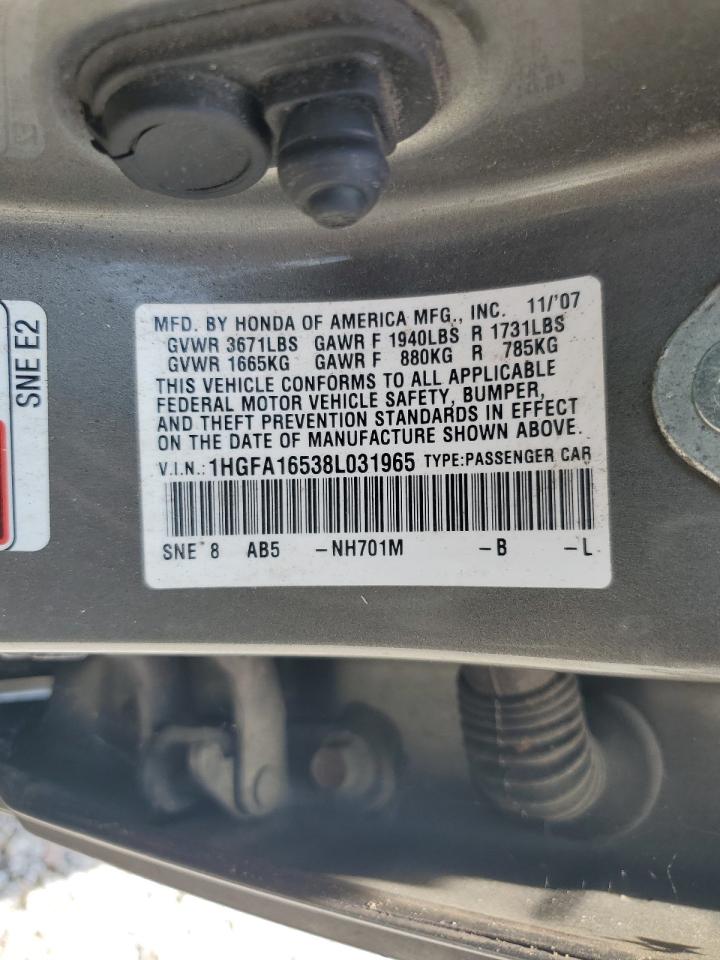 SNE E2
MFD. BY HONDA OF AMERICA MFG., INC. 11/'07
GVWR 3671LBS GAWR F 1940LBS R 1731LBS
GVWR 1665KG GAWR F 880KG R 785KG
THIS VEHICLE CONFORMS TO ALL APPLICABLE
FEDERAL MOTOR VEHICLE SAFETY, BUMPER,
AND THEFT PREVENTION STANDARDS IN EFFECT
ON THE DATE OF MANUFACTURE SHOWN ABOVE.
V.I.N.: 1HGFA16538L031965 TYPE:PASSENGER CAR
SNE 8 AB5 -NH701M -B -L